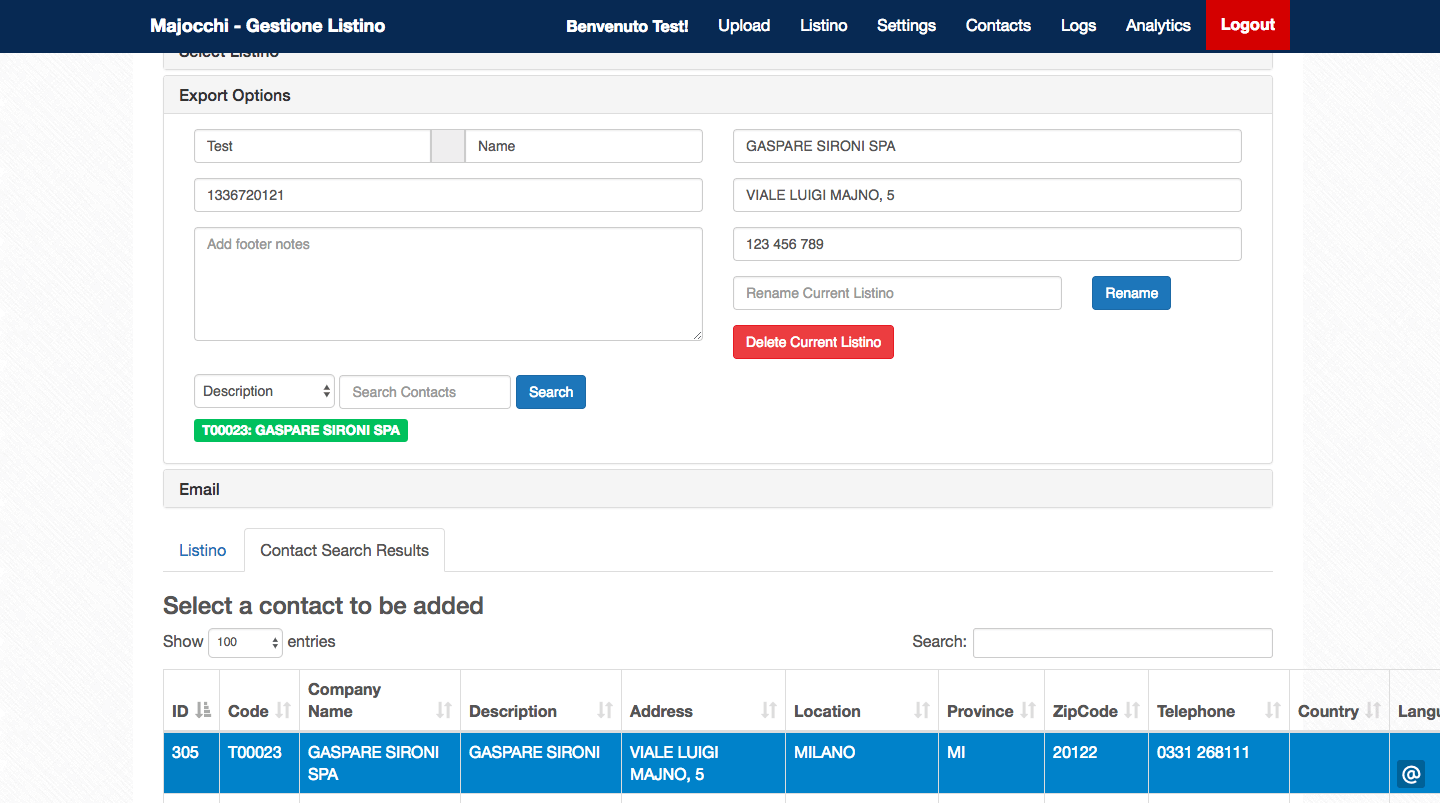 Majocchi - Gestione Listino
Benvenuto Test! Upload Listino Settings Contacts Logs Analytics Logout
Select Listino
Export Options
Test Name GASPARE SIRONI SPA
1336720121 VIALE LUIGI MAJNO, 5
Add footer notes 123 456 789
Rename Current Listino Rename
Delete Current Listino
Description Search Contacts Search
T00023: GASPARE SIRONI SPA
Email
Listino Contact Search Results
Select a contact to be added
Show 100 entries Search:
ID Code Company Name Description Address Location Province ZipCode Telephone Country Langu
305 T00023 GASPARE SIRONI SPA GASPARE SIRONI VIALE LUIGI MAJNO, 5 MILANO MI 20122 0331 268111
@